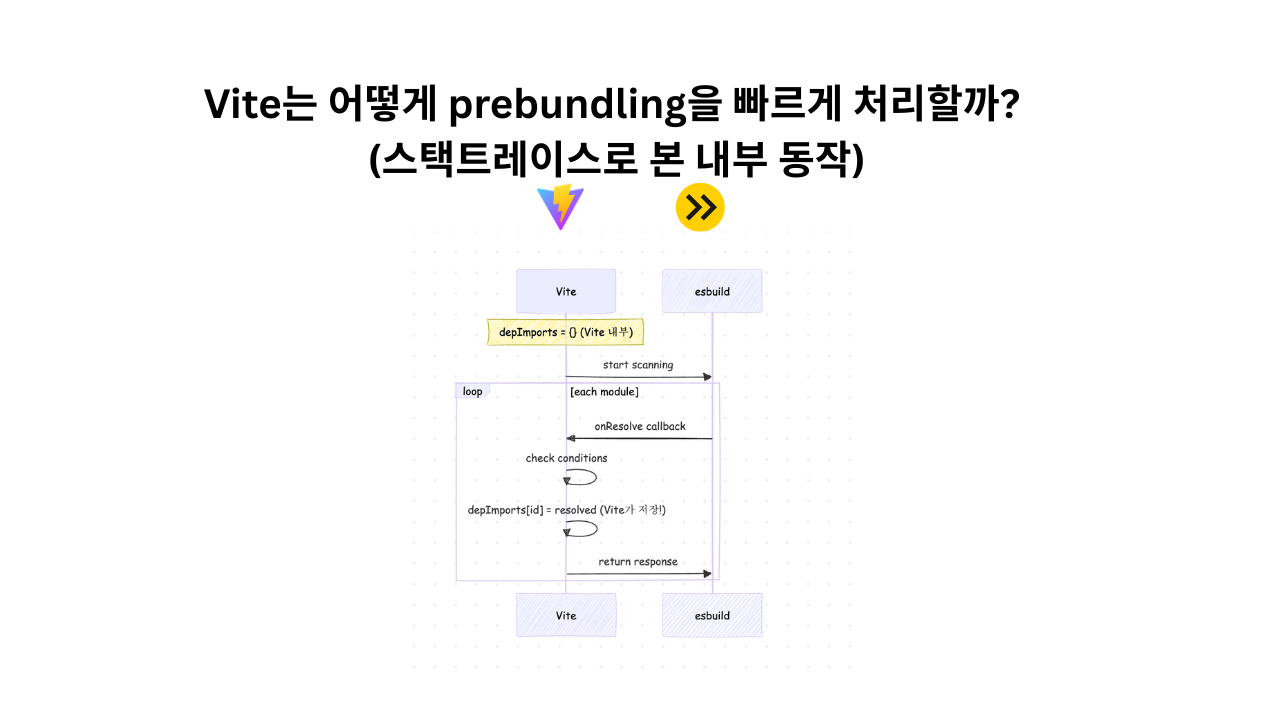 Vite는 어떻게 prebundling을 빠르게 처리할까?
(스택트레이스로 본 내부 동작)
Vite
esbuild
depImports = {} (Vite 내부)
start scanning
loop
[each module]
onResolve callback
check conditions
depImports[id] = resolved (Vite가 저장!)
return response
Vite
esbuild